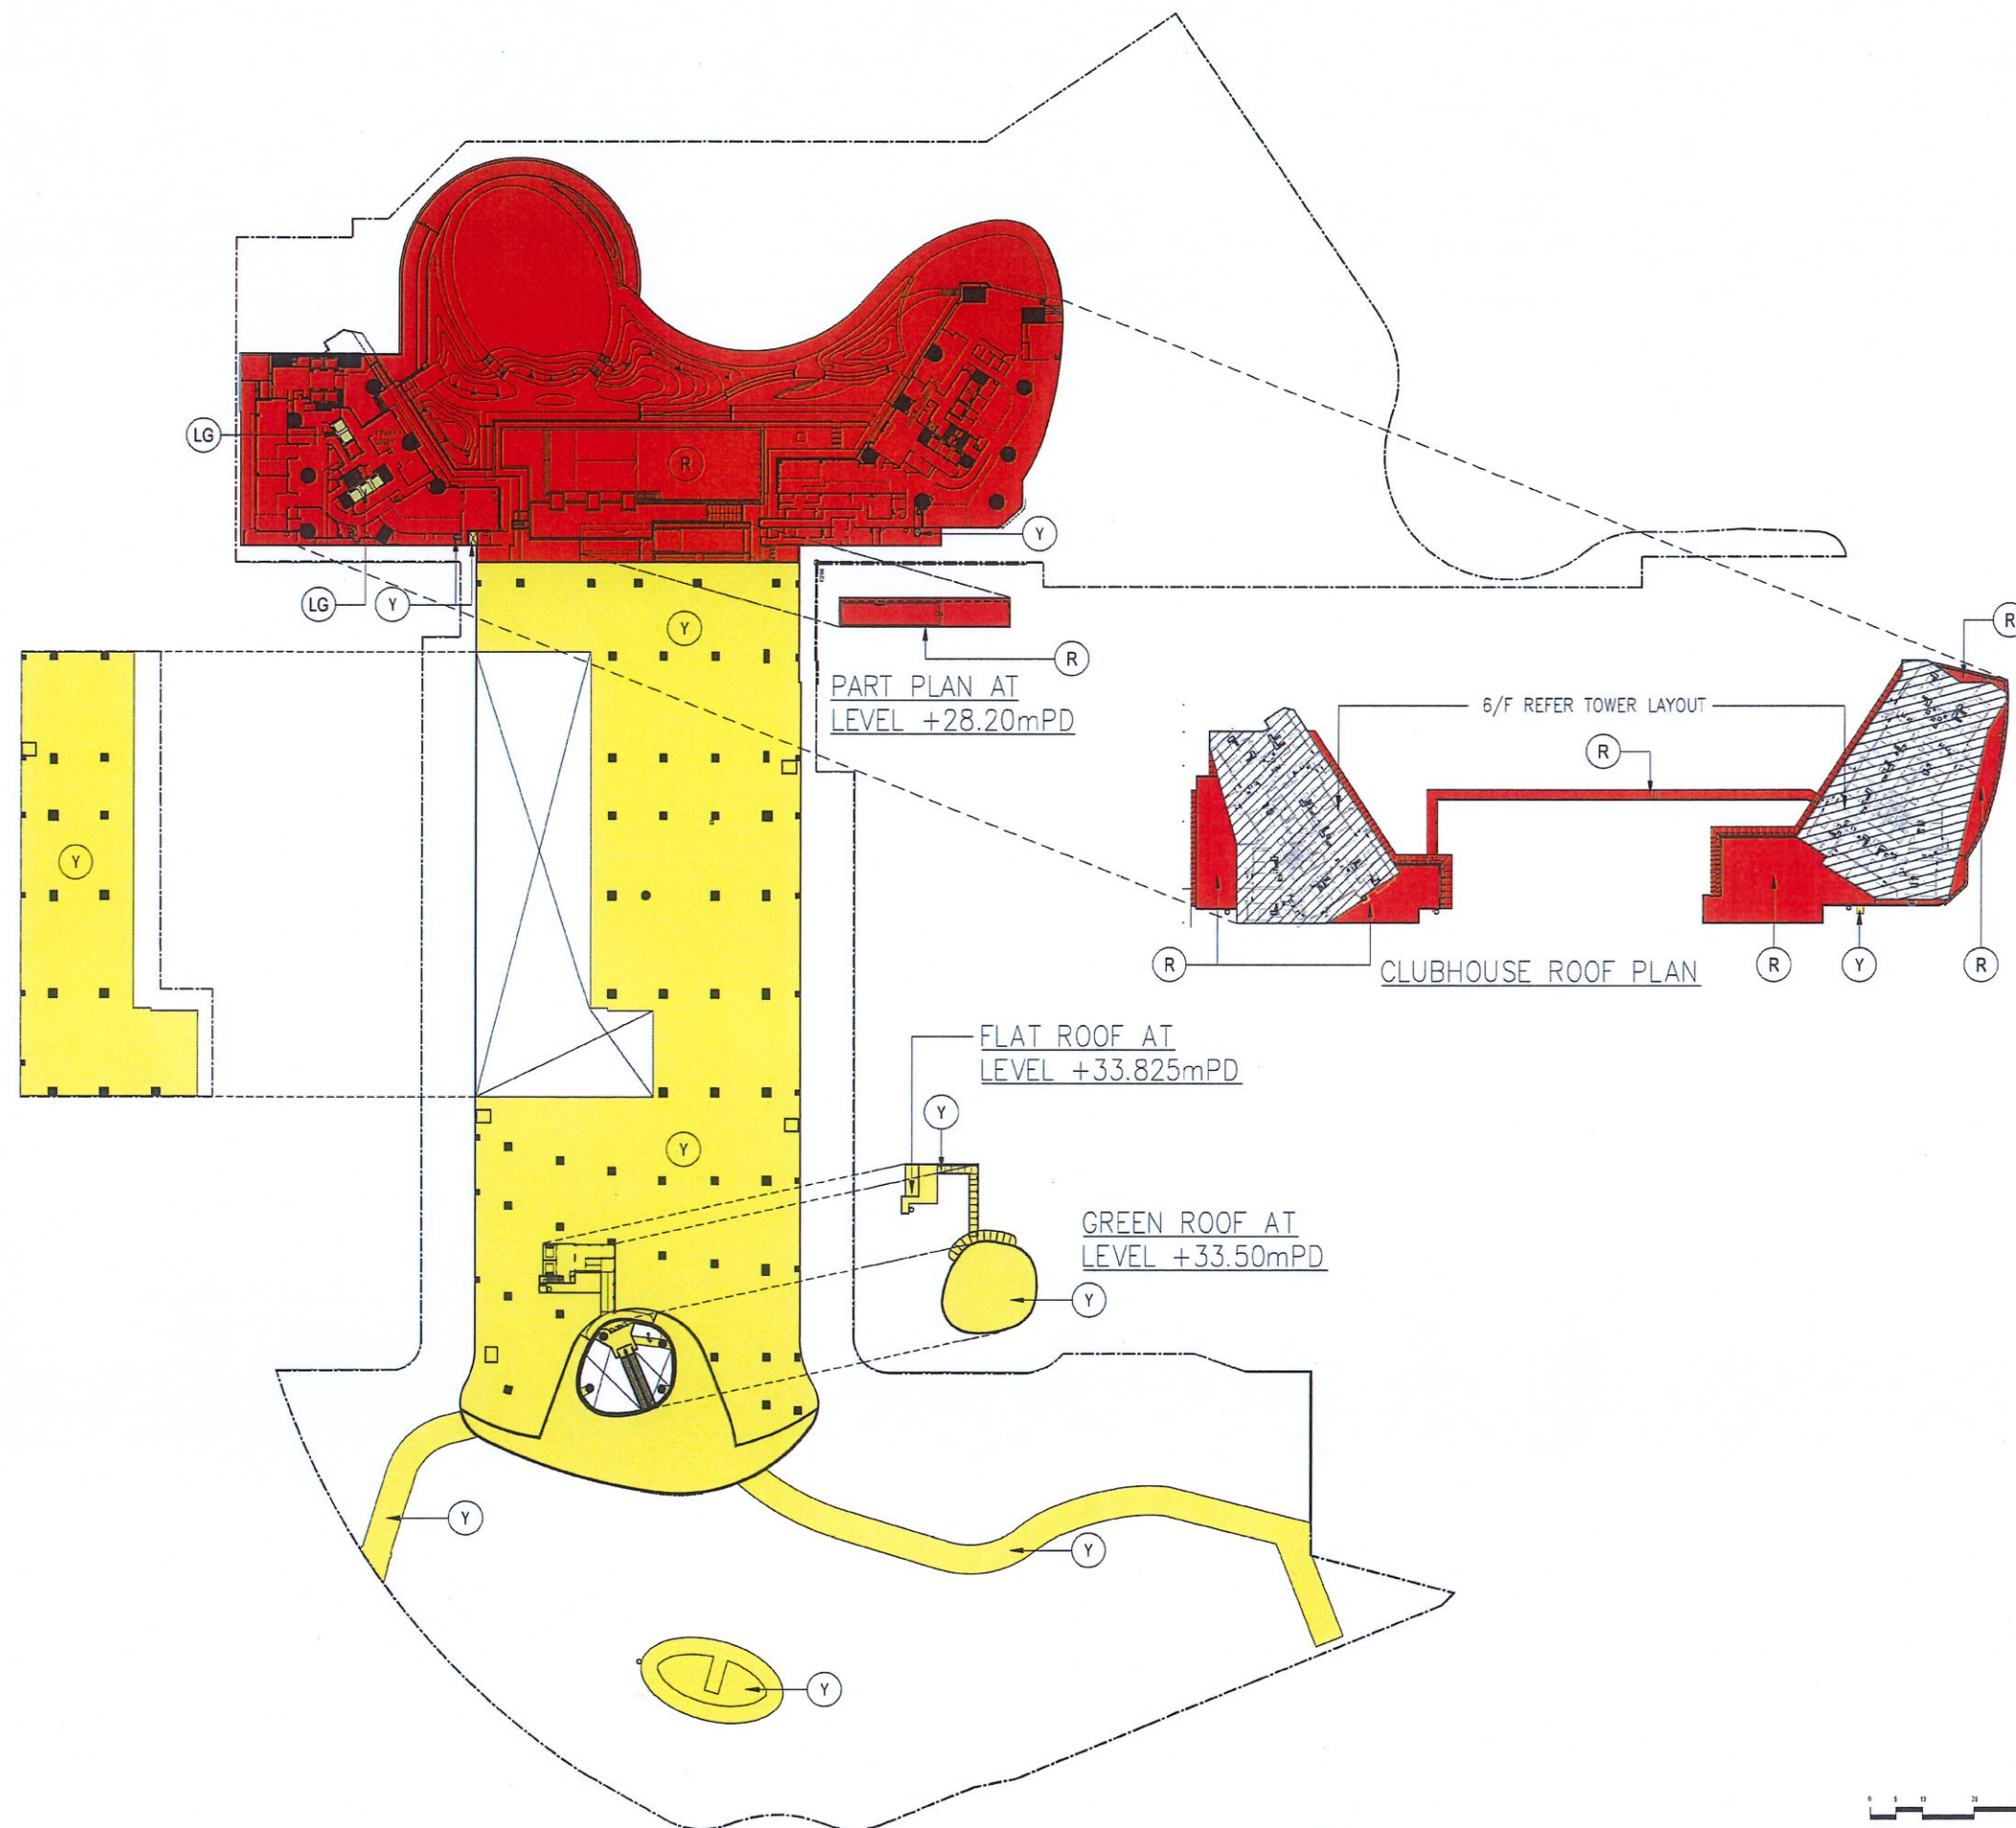 LG
R
Y
LG
Y
Y
R
R
PART PLAN AT
LEVEL +28.20mPD
6/F REFER TOWER LAYOUT
R
Y
R
R
Y
R
CLUBHOUSE ROOF PLAN
FLAT ROOF AT
LEVEL +33.825mPD
Y
Y
GREEN ROOF AT
LEVEL +33.50mPD
Y
Y
Y
Y